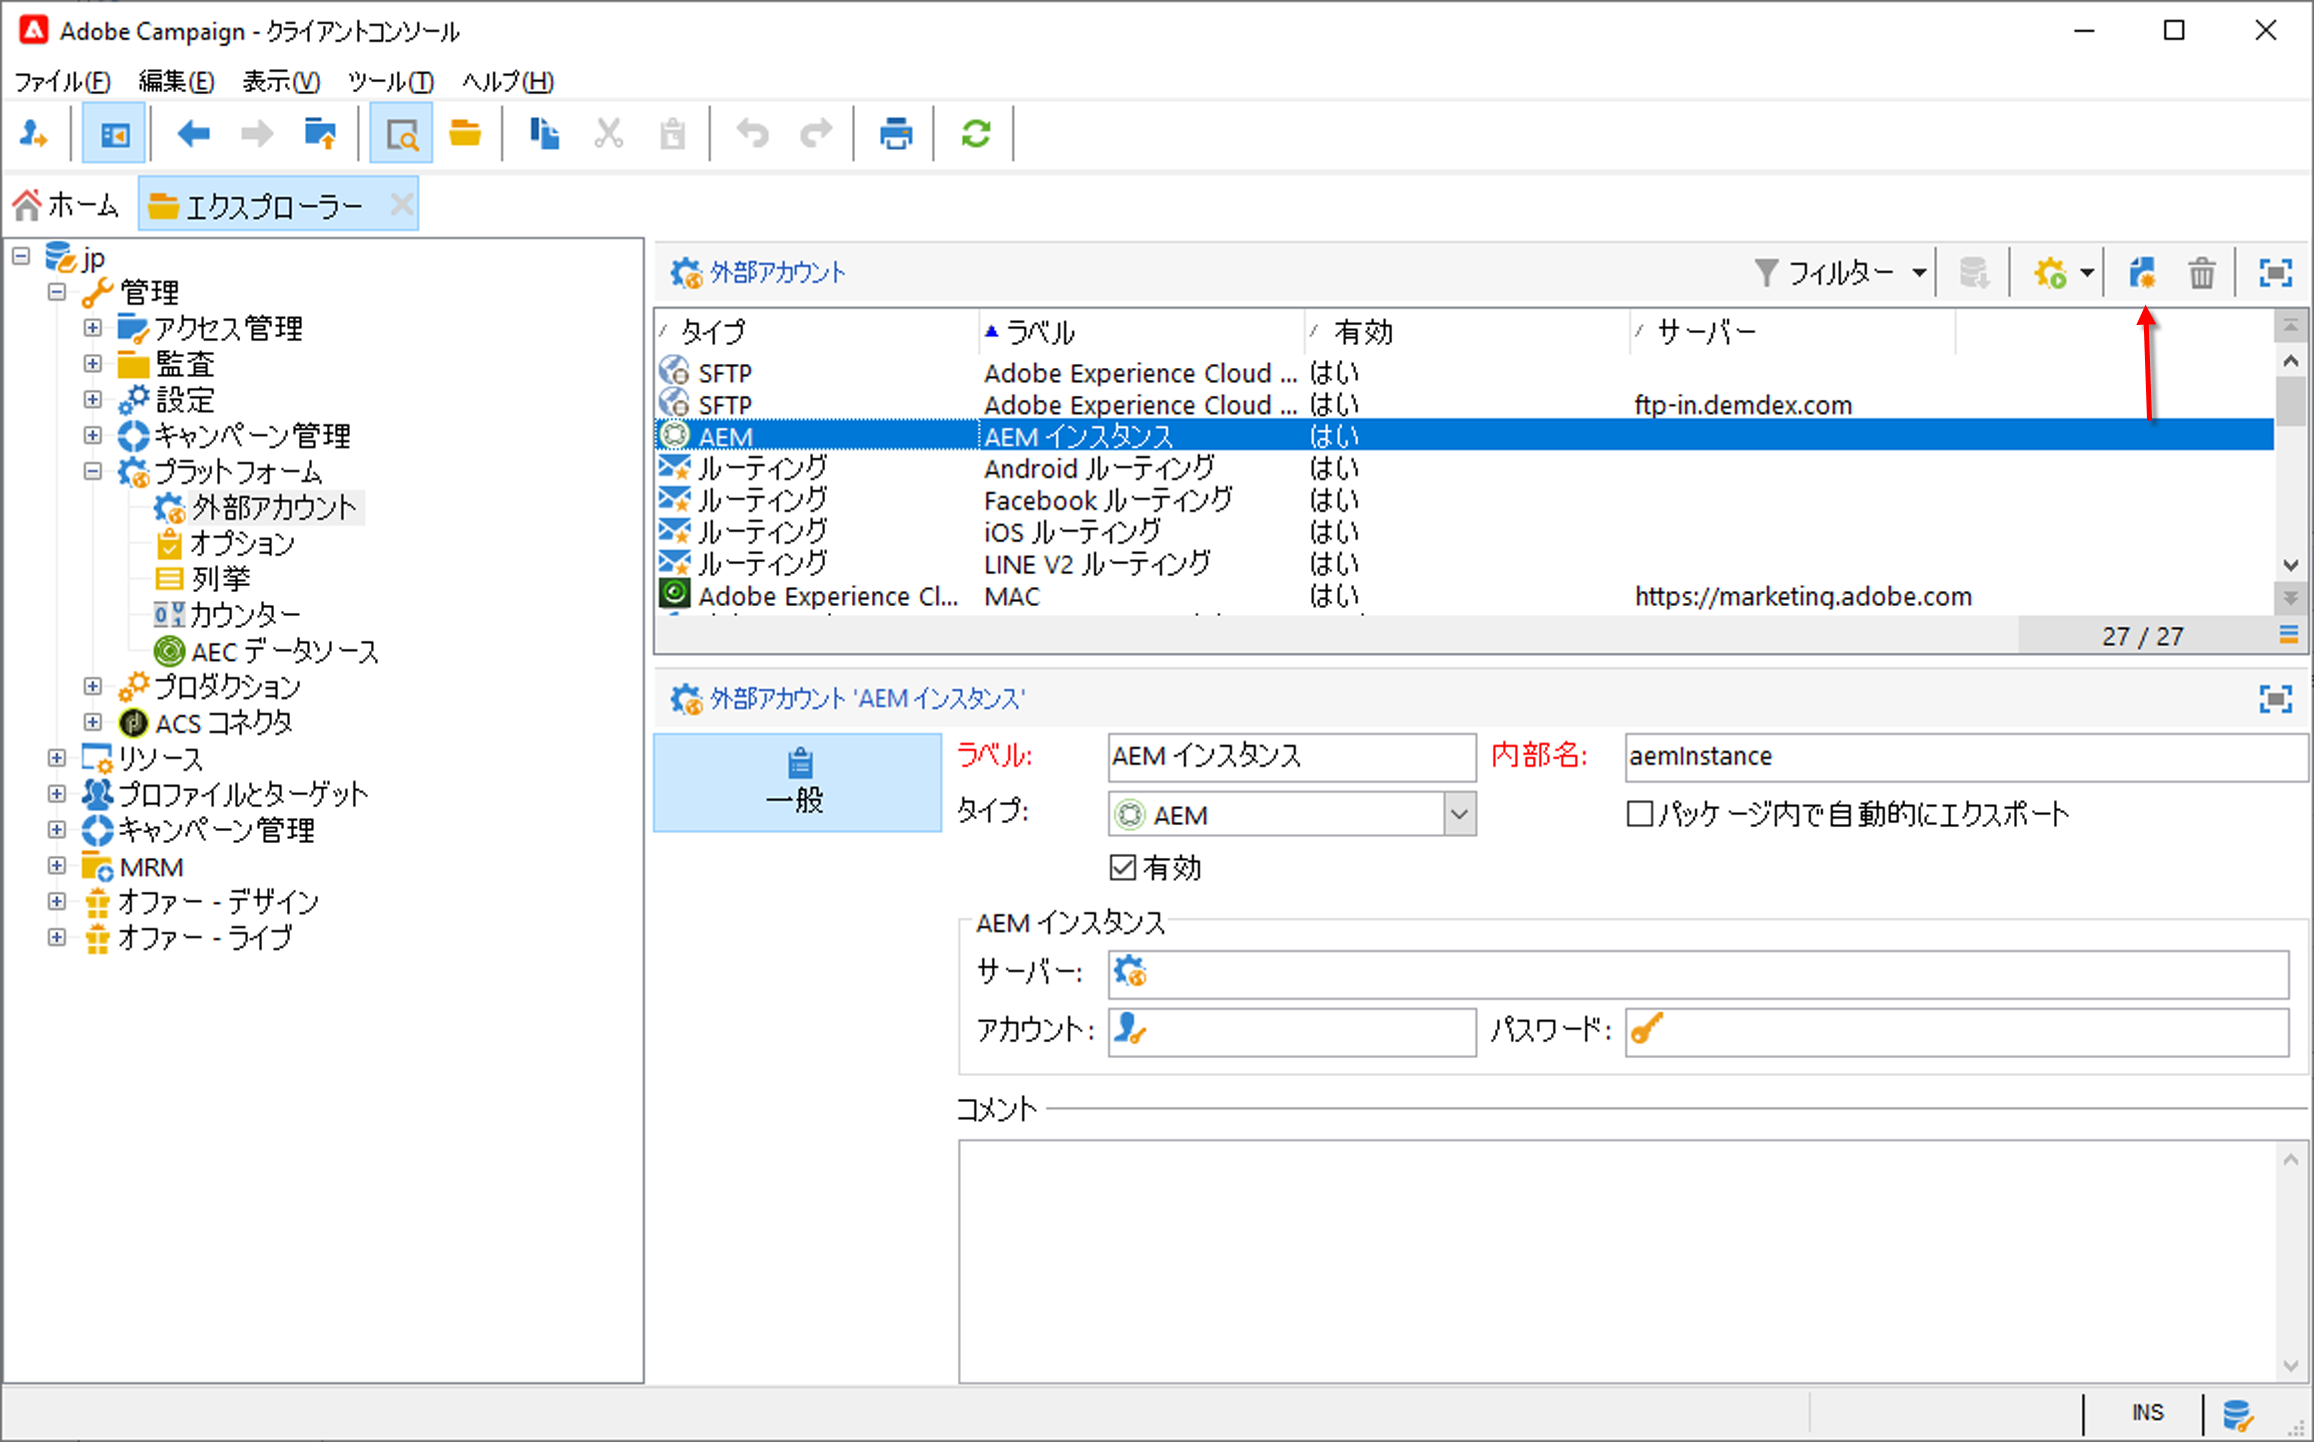 Adobe Campaign - クライアントコンソール
ファイル(F) 編集(E) 表示(V) ツール(T) ヘルプ(H)
ホーム エクスプローラー
jp
管理
アクセス管理
監査
設定
キャンペーン管理
プラットフォーム
外部アカウント
オプション
列挙
カウンター
AEC データソース
プロダクション
ACS コネクタ
リソース
プロファイルとターゲット
キャンペーン管理
MRM
オファー - デザイン
オファー - ライブ
外部アカウント フィルター
タイプ ラベル 有効 サーバー
SFTP Adobe Experience Cloud ... はい
SFTP Adobe Experience Cloud ... はい ftp-in.demdex.com
AEM AEM インスタンス はい
ルーティング Android ルーティング はい
ルーティング Facebook ルーティング はい
ルーティング iOS ルーティング はい
ルーティング LINE V2 ルーティング はい
Adobe Experience Cl... MAC はい https://marketing.adobe.com
27 / 27
外部アカウント 'AEM インスタンス'
一般
ラベル: AEM インスタンス 内部名: aemInstance
タイプ: AEM パッケージ内で自動的にエクスポート
有効
AEM インスタンス
サーバー:
アカウント: パスワード:
コメント
INS